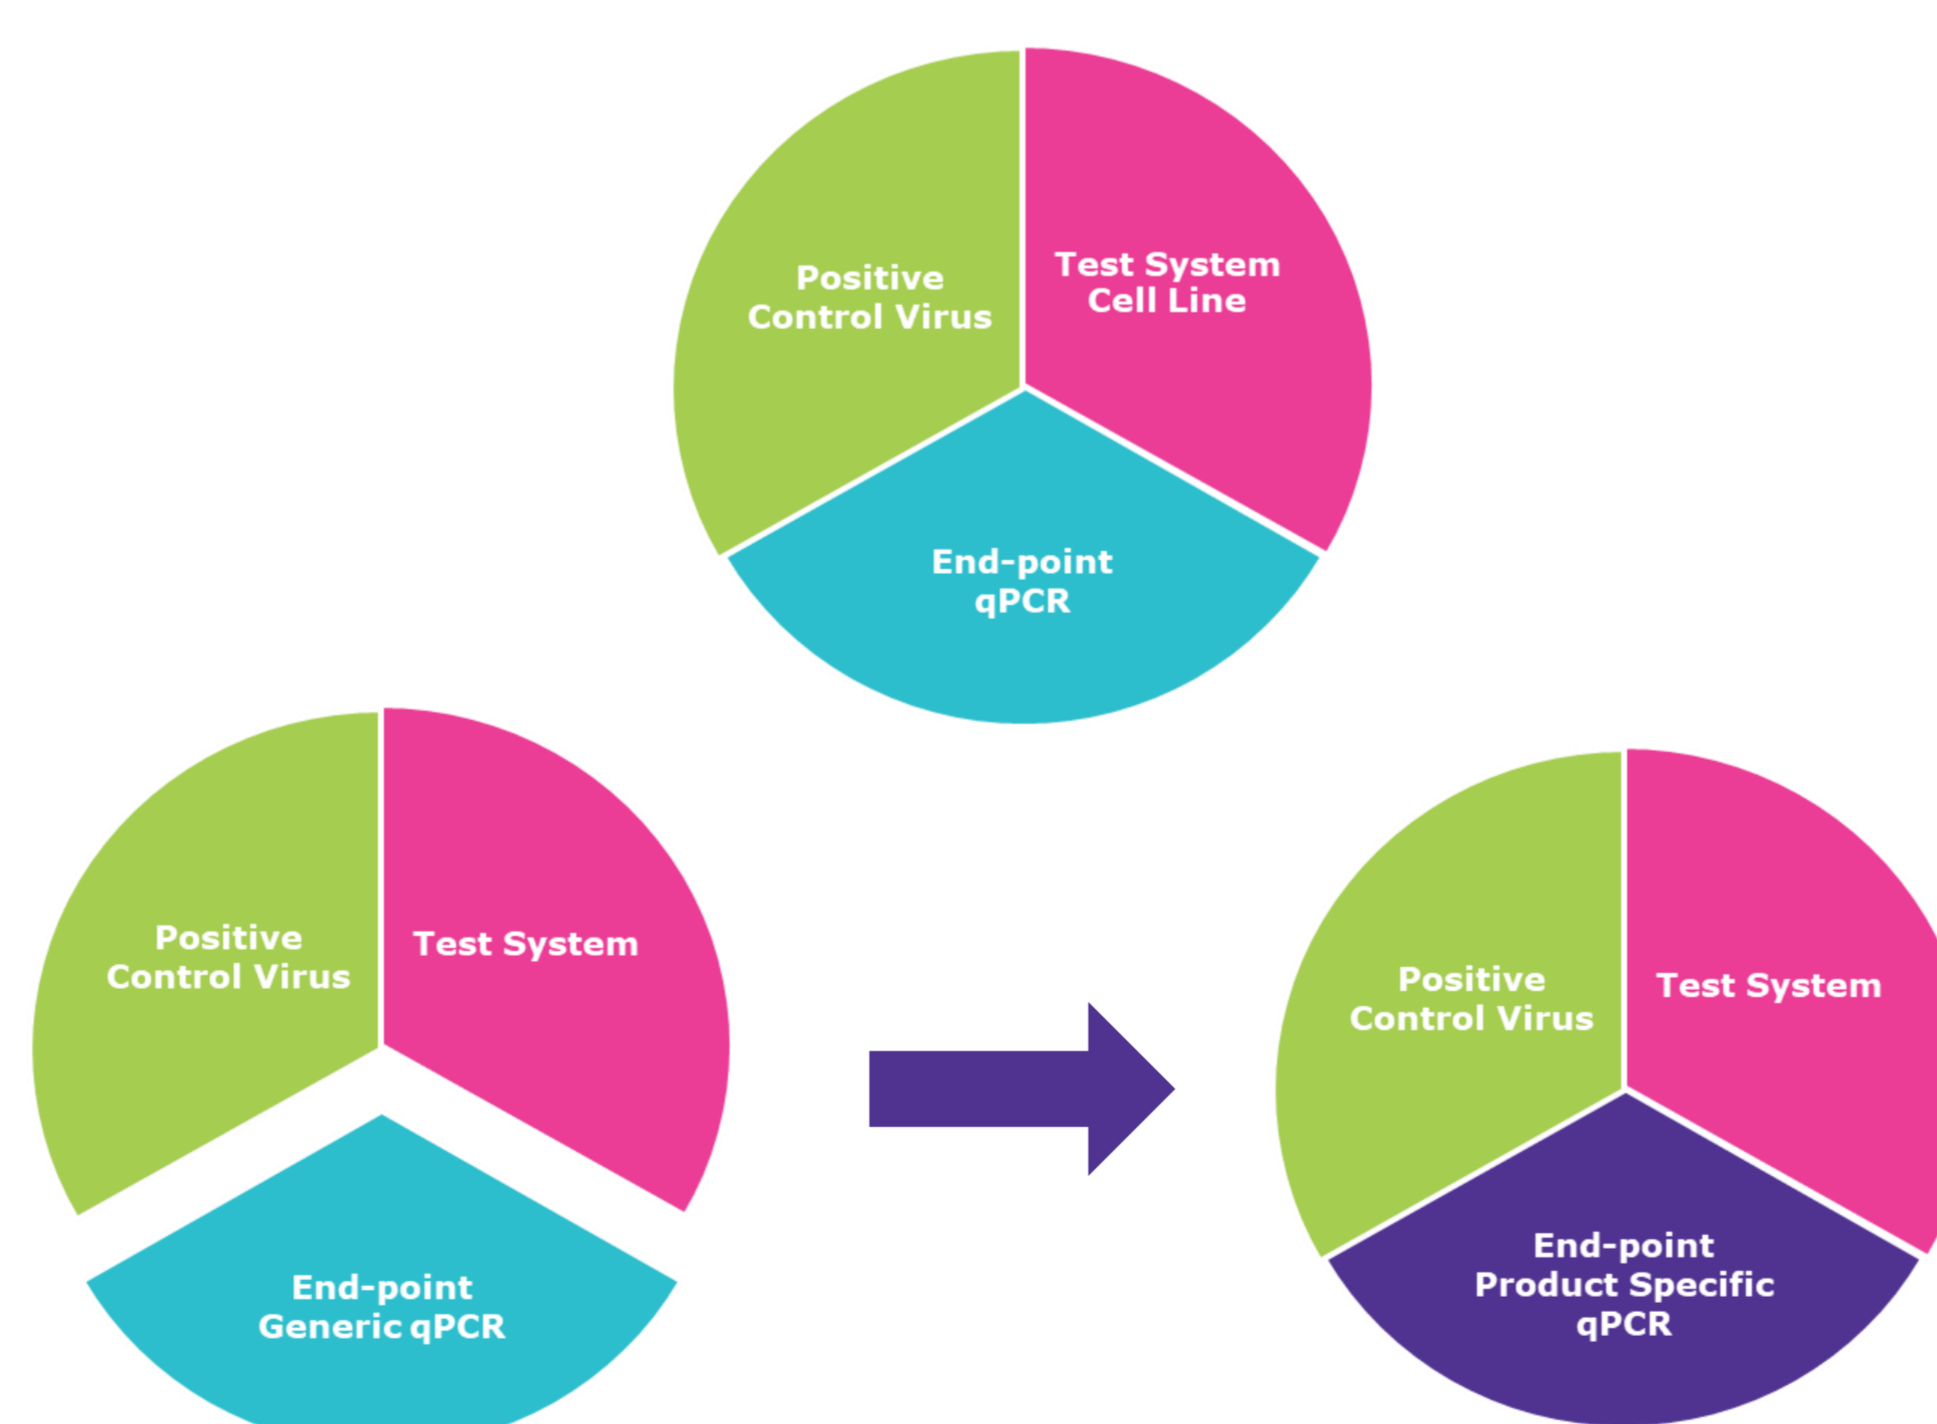 Positive
Control Virus
Test System
Cell Line
End-point
qPCR
Positive
Control Virus
Test System
End-point
Generic qPCR
Positive
Control Virus
Test System
End-point
Product Specific
qPCR